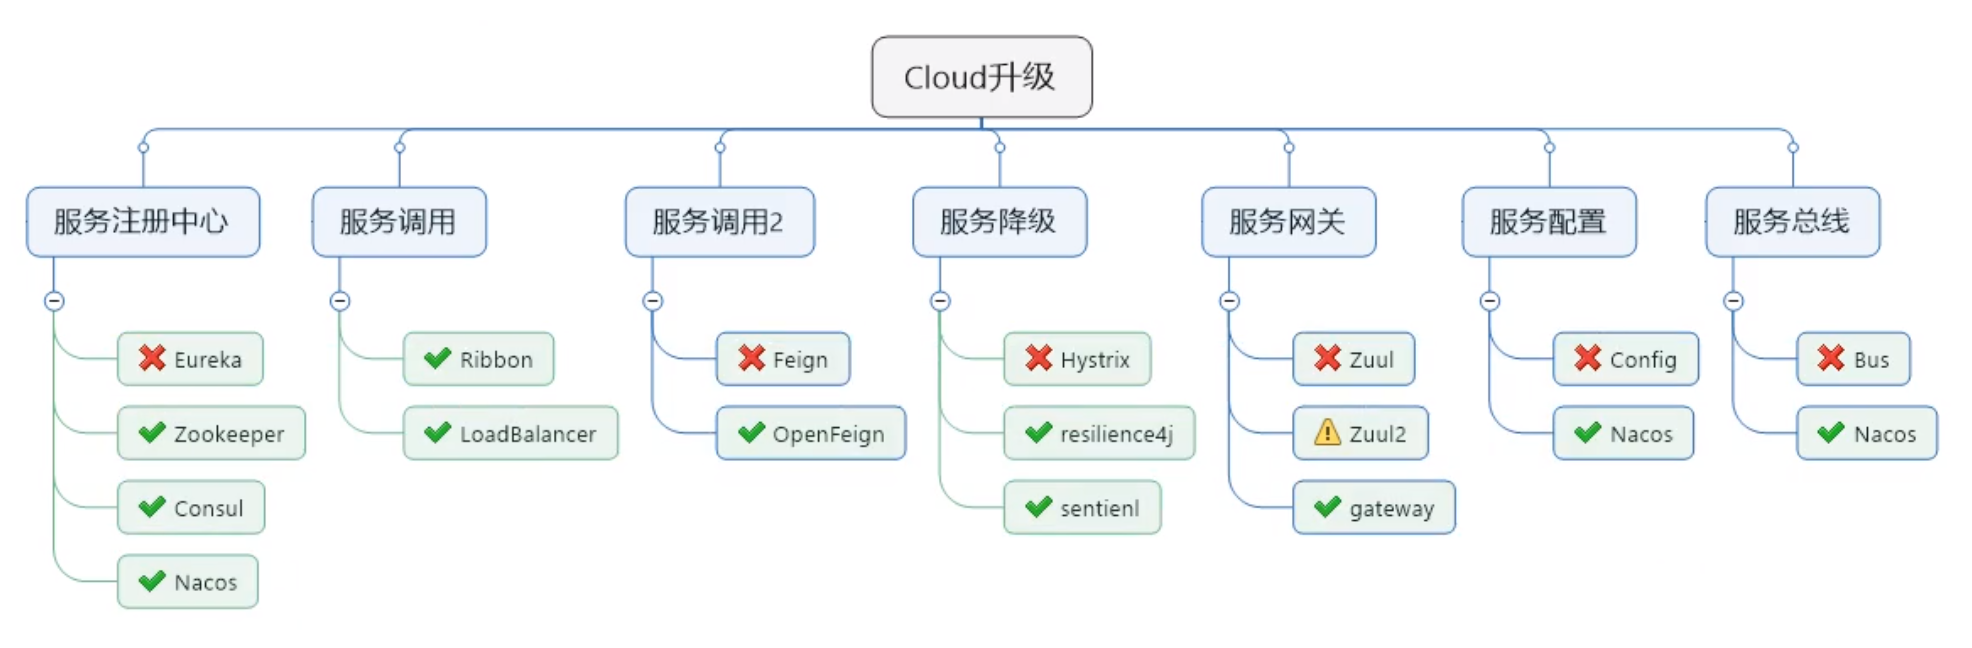 Cloud升级
服务注册中心
Eureka
Zookeeper
Consul
Nacos
服务调用
Ribbon
LoadBalancer
服务调用2
Feign
OpenFeign
服务降级
Hystrix
resilience4j
sentienl
服务网关
Zuul
Zuul2
gateway
服务配置
Config
Nacos
服务总线
Bus
Nacos